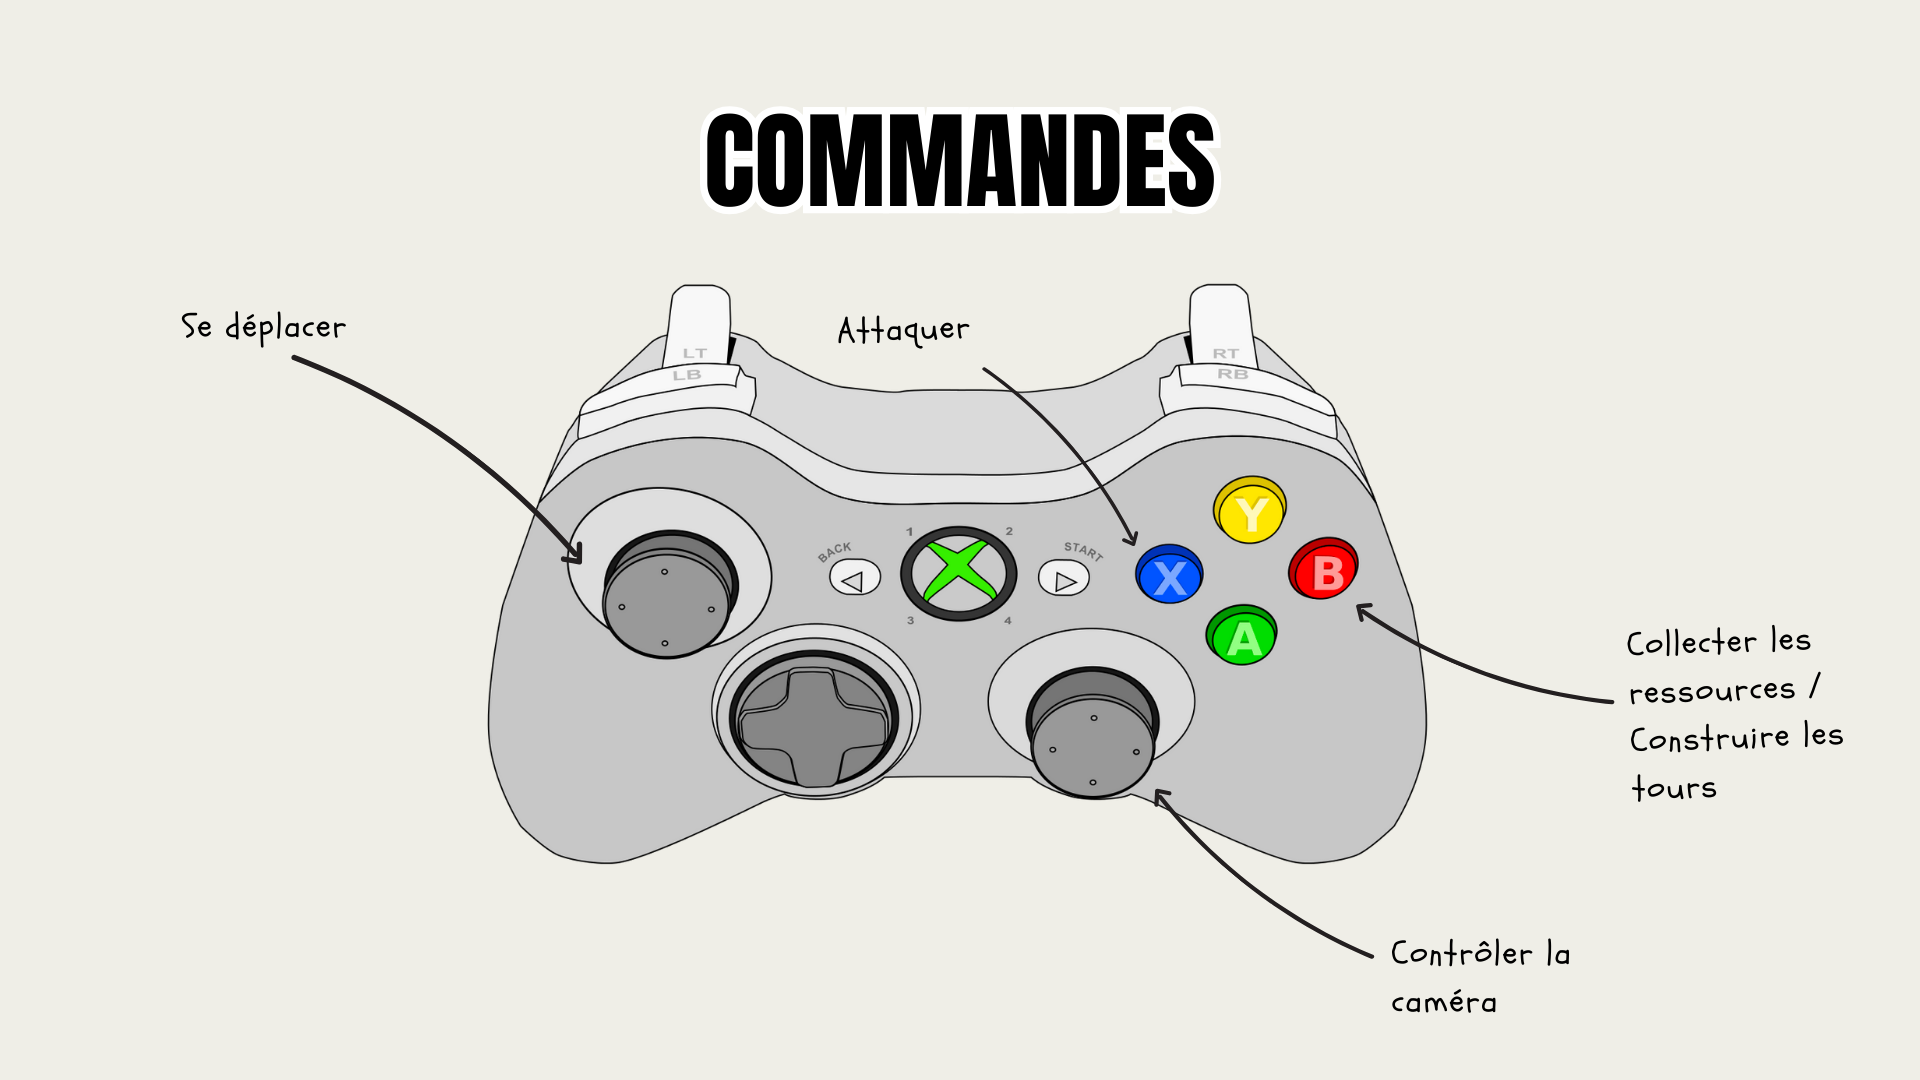 COMMANDES
Se déplacer
Attaquer
LT
LB
RT
RB
Y
BACK
1
2
START
X
B
3
4
A
Collecter les
ressources /
Construire les
tours
Contrôler la
caméra